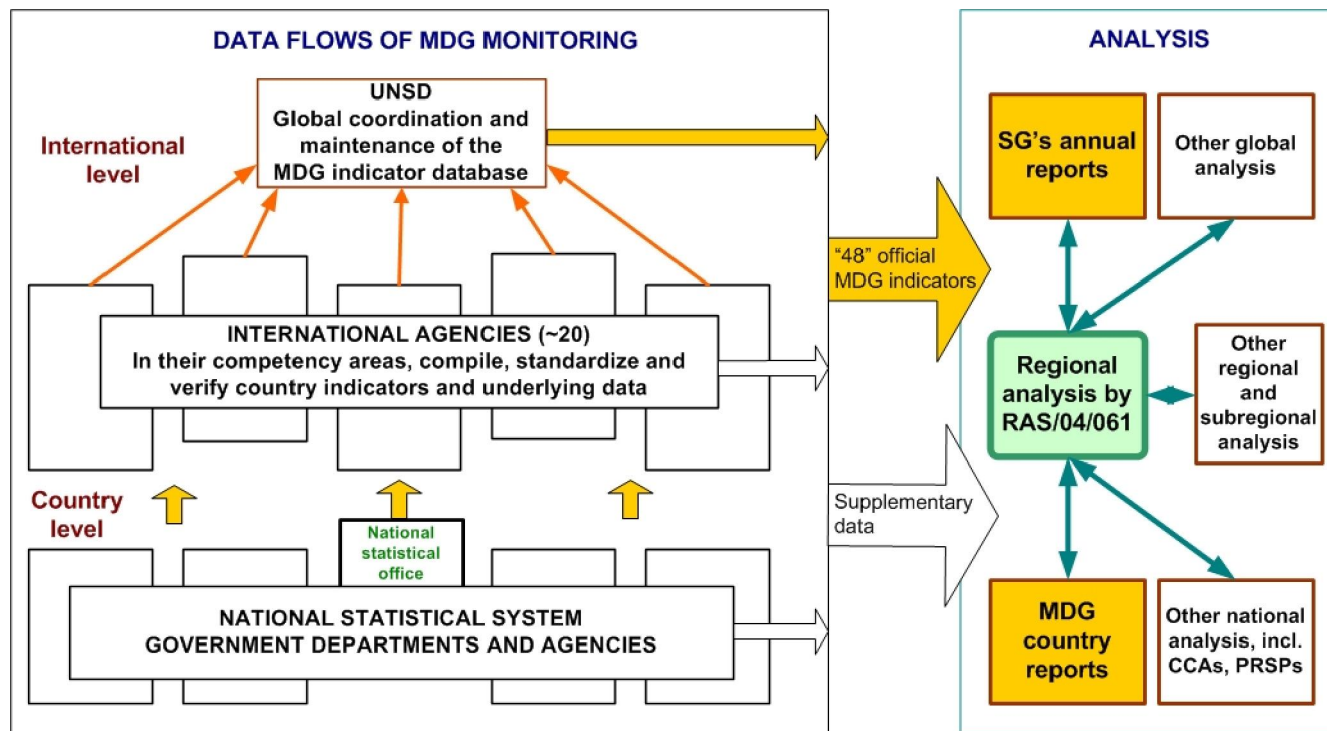 DATA FLOWS OF MDG MONITORING
UNSD
Global coordination and
maintenance of the
MDG indicator database
International
level
INTERNATIONAL AGENCIES (~20)
In their competency areas, compile, standardize and
verify country indicators and underlying data
Country
level
National
statistical
office
NATIONAL STATISTICAL SYSTEM
GOVERNMENT DEPARTMENTS AND AGENCIES
“48” official
MDG indicators
Supplementary
data
ANALYSIS
SG’s annual
reports
Other global
analysis
Regional
analysis by
RAS/04/061
Other
regional
and
subregional
analysis
MDG
country
reports
Other national
analysis, incl.
CCAs, PRSPs